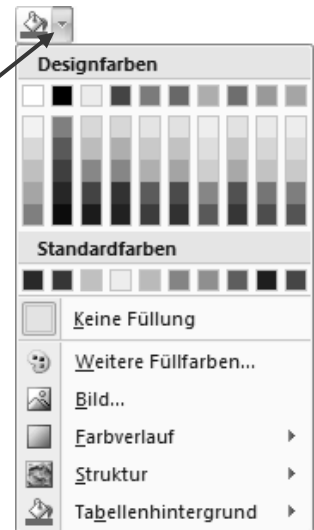 Designfarben
Standardfarben
Keine Füllung
Weitere Füllfarben...
Bild...
Farbverlauf
Struktur
Tabellenhintergrund